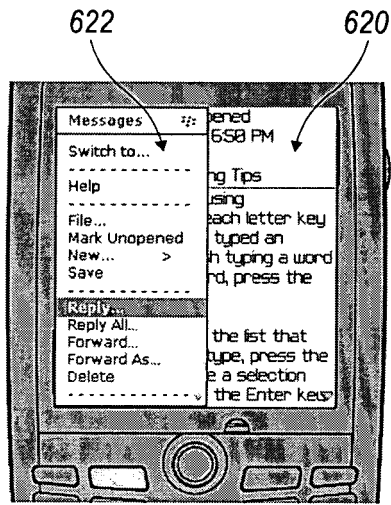 622
620
Messages
Switch to...
Help
File...
Mark Unopened
New... >
Save
Reply...
Reply All...
Forward...
Forward As...
Delete
pened
6:50 PM
ng Tips
using
each letter key
typed an
h typing a word
rd, press the
the list that
type, press the
e a selection
the Enter key